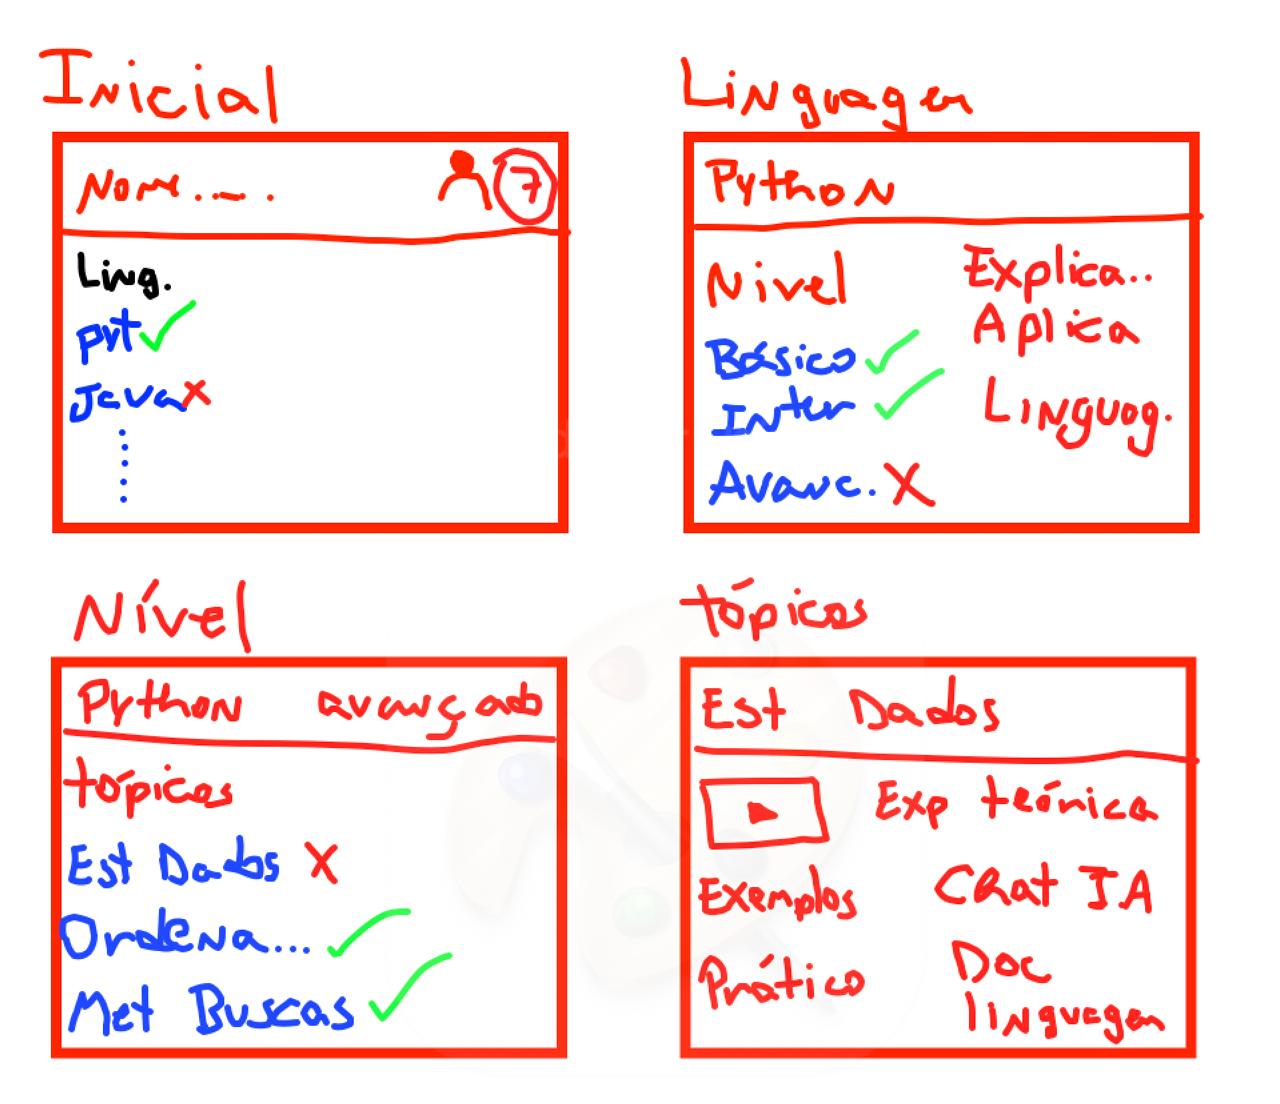 Inicial
Nome..... 7
Ling.
pyt
Java
Linguagem
Python
Nivel
Básico
Inter
Avanc.
Explica..
Aplica
Linguag.
Nível
Python avançado
tópicos
Est Dados
Ordena...
Met Buscas
tópicos
Est Dados
Exemplos
Prático
Exp teórica
Chat IA
Doc
linguagem